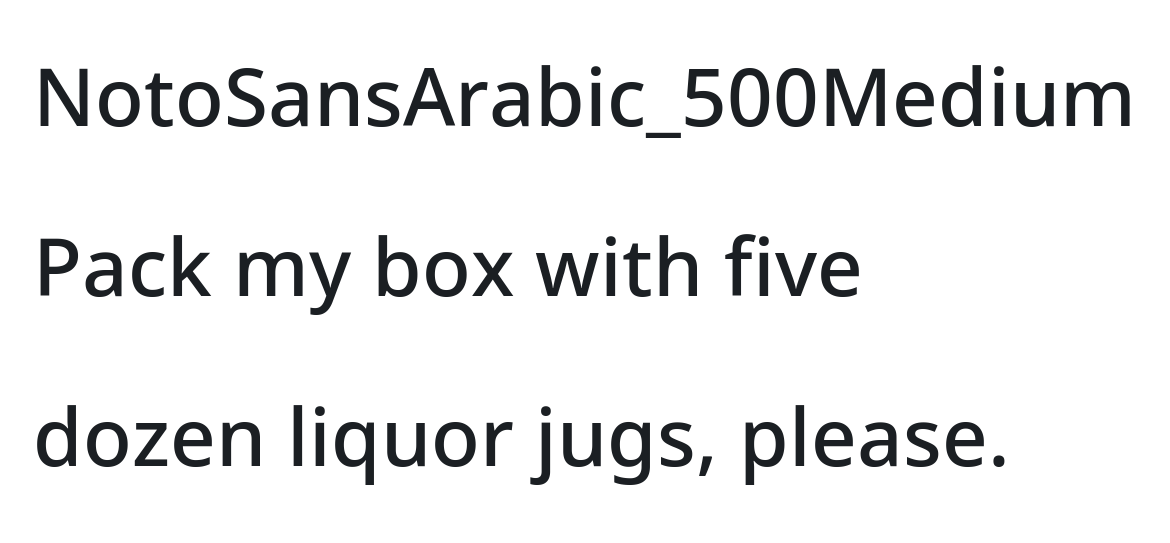 NotoSansArabic_500Medium
Pack my box with five
dozen liquor jugs, please.